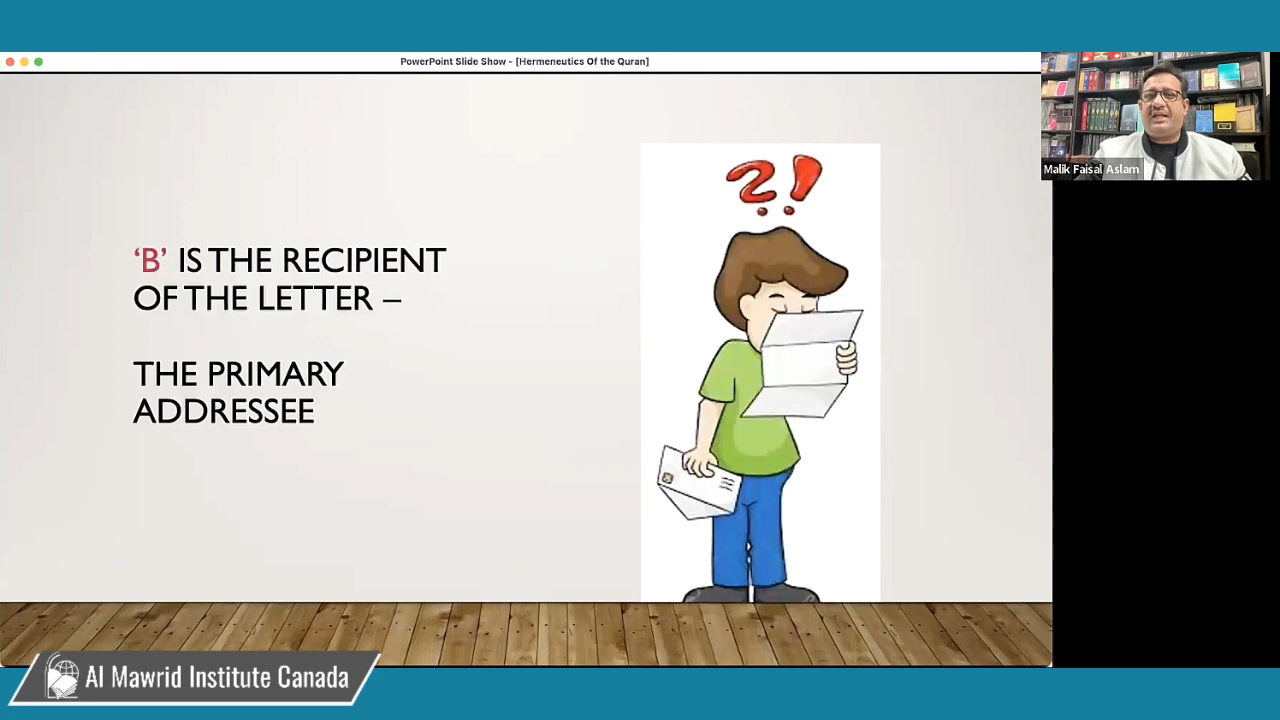 PowerPoint Slide Show - [Hermeneutics Of the Quran]
Malik Faisal Aslam
‘B’ IS THE RECIPIENT
OF THE LETTER –
THE PRIMARY
ADDRESSEE
?!
Al Mawrid Institute Canada